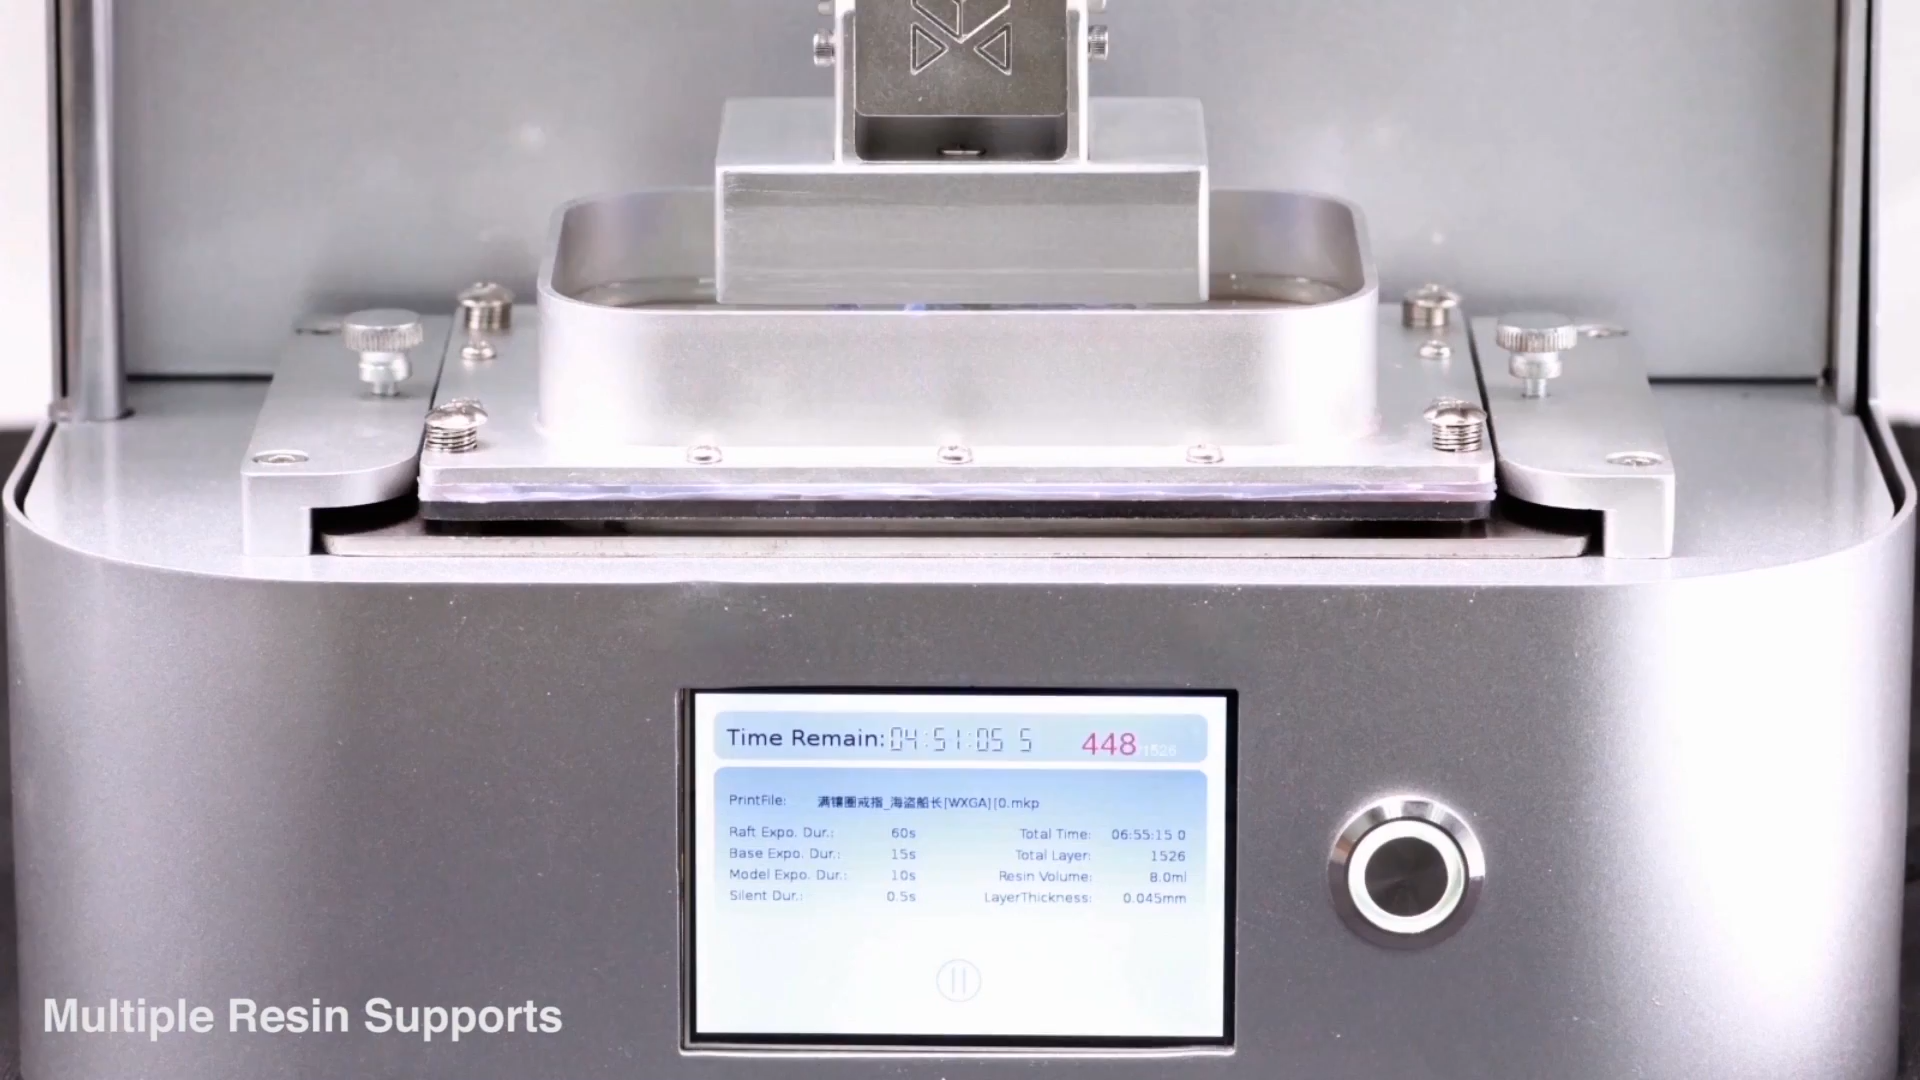 Time Remain: 04:51:05 S 448/1526
PrintFile: 满镶圈戒指_海盗船长[WXGA][0.mkp
Raft Expo. Dur.: 60s Total Time: 06:55:15 0
Base Expo. Dur.: 15s Total Layer: 1526
Model Expo. Dur.: 10s Resin Volume: 8.0ml
Silent Dur.: 0.5s LayerThickness: 0.045mm
Multiple Resin Supports